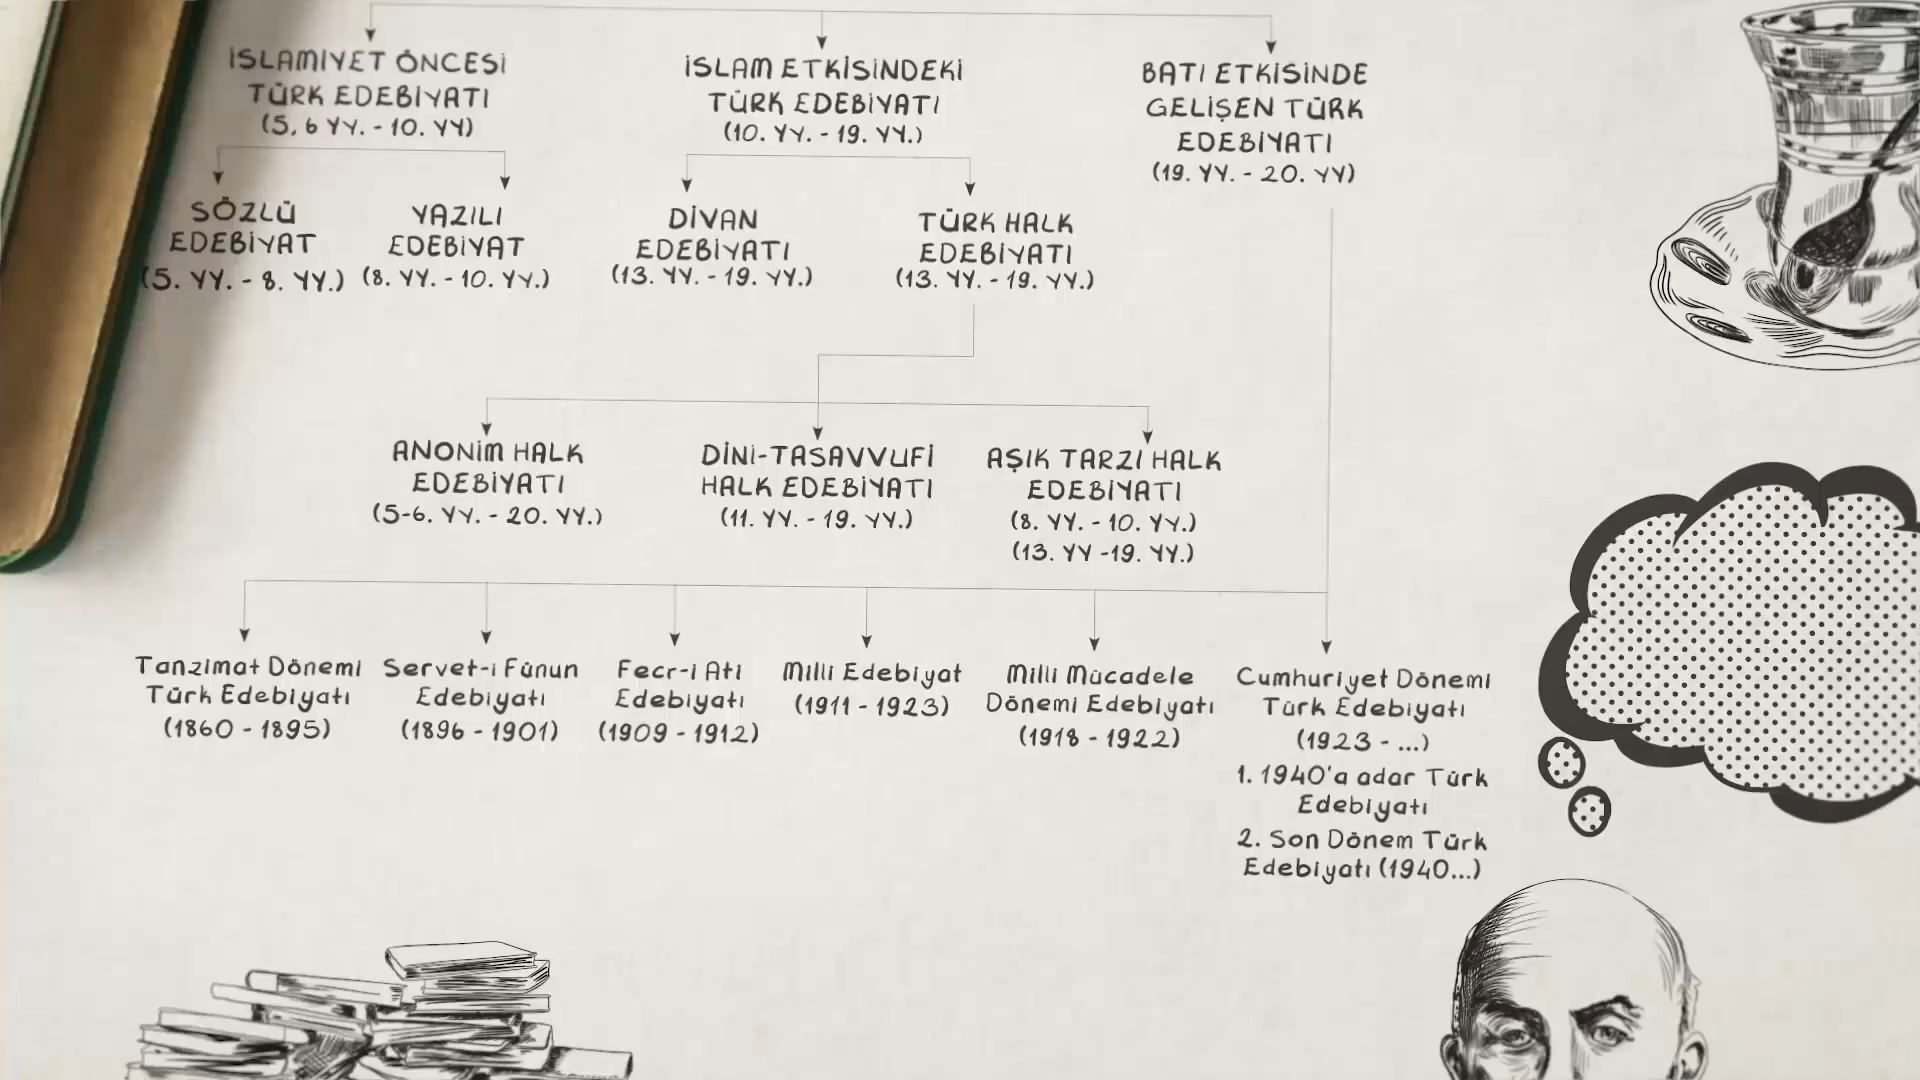 İSLAMİYET ÖNCESİ
TÜRK EDEBİYATI
(5, 6 YY. - 10. YY)
İSLAM ETKİSİNDEKİ
TÜRK EDEBİYATI
(10. YY. - 19. YY.)
BATI ETKİSİNDE
GELİŞEN TÜRK
EDEBİYATI
(19. YY. - 20. YY)
SÖZLÜ
EDEBİYAT
(5. YY. - 8. YY.)
YAZILI
EDEBİYAT
(8. YY. - 10. YY.)
DİVAN
EDEBİYATI
(13. YY. - 19. YY.)
TÜRK HALK
EDEBİYATI
(13. YY. - 19. YY.)
ANONİM HALK
EDEBİYATI
(5-6. YY. - 20. YY.)
DİNİ-TASAVVUFİ
HALK EDEBİYATI
(11. YY. - 19. YY.)
AŞIK TARZI HALK
EDEBİYATI
(8. YY. - 10. YY.)
(13. YY -19. YY.)
Tanzimat Dönemi
Türk Edebiyatı
(1860 - 1895)
Servet-i Fünun
Edebiyatı
(1896 - 1901)
Fecr-i Ati
Edebiyatı
(1909 - 1912)
Milli Edebiyat
(1911 - 1923)
Milli Mücadele
Dönemi Edebiyatı
(1918 - 1922)
Cumhuriyet Dönemi
Türk Edebiyatı
(1923 - ...)
1. 1940'a adar Türk
Edebiyatı
2. Son Dönem Türk
Edebiyatı (1940...)